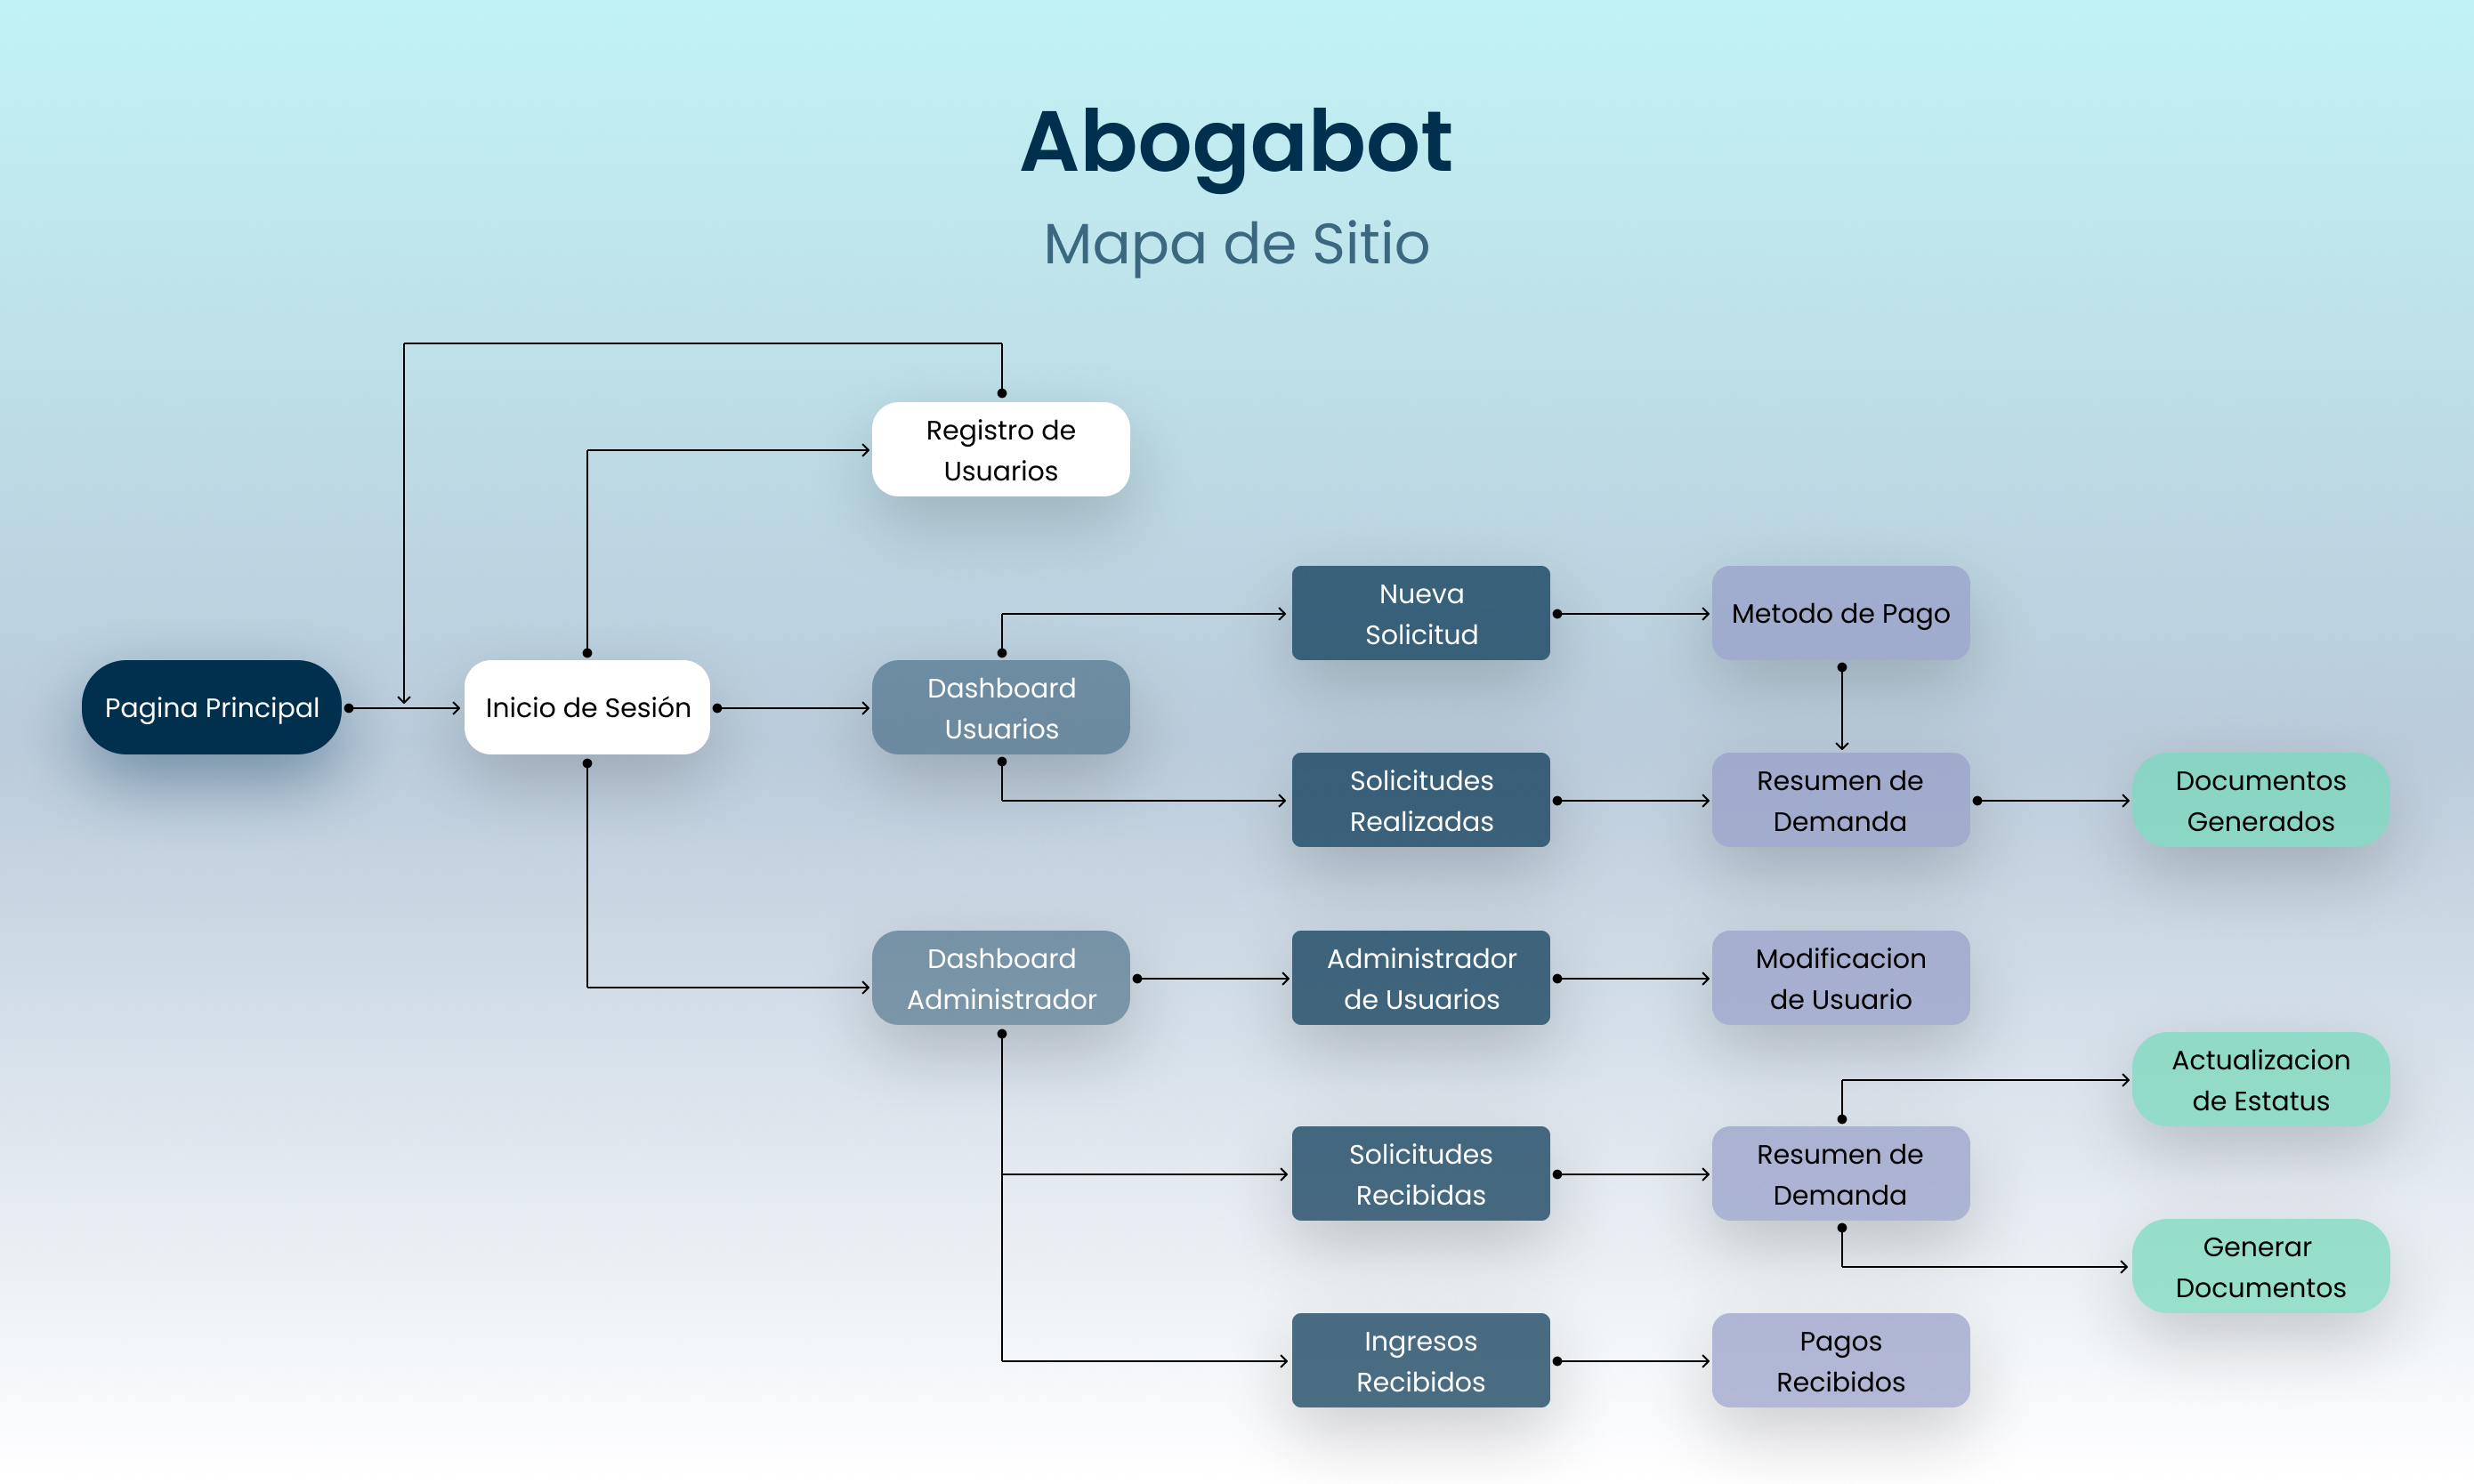 Abogabot
Mapa de Sitio
Registro de
Usuarios
Pagina Principal
Inicio de Sesión
Dashboard
Usuarios
Nueva
Solicitud
Metodo de Pago
Solicitudes
Realizadas
Resumen de
Demanda
Documentos
Generados
Dashboard
Administrador
Administrador
de Usuarios
Modificacion
de Usuario
Solicitudes
Recibidas
Resumen de
Demanda
Actualizacion
de Estatus
Generar
Documentos
Ingresos
Recibidos
Pagos
Recibidos